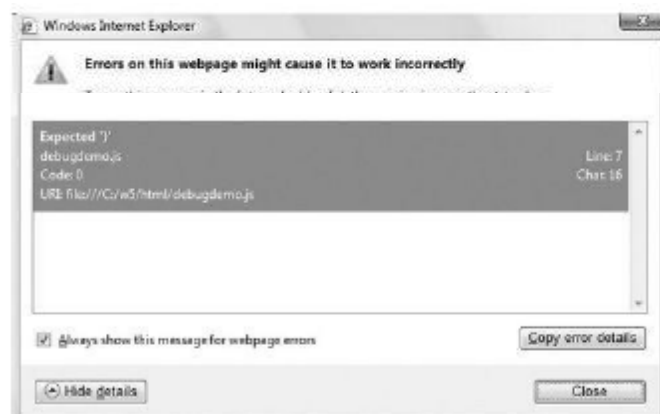 Windows Internet Explorer
Errors on this webpage might cause it to work incorrectly
Expected ')'
debugdemo.js
Line: 7
Code: 0
Char: 16
URI: file:///C:/w5/html/debugdemo.js
Always show this message for webpage errors
Copy error details
Hide details
Close